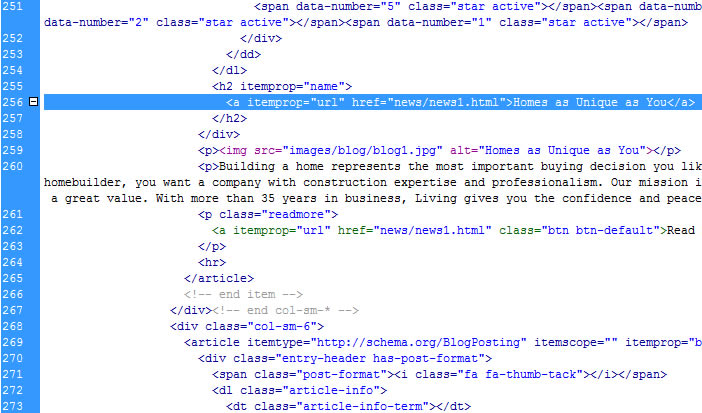 251 <span data-number="5" class="star active"></span><span data-numb
data-number="2" class="star active"></span><span data-number="1" class="star active"></span>
252 </div>
253 </dd>
254 </dl>
255 <h2 itemprop="name">
256 <a itemprop="url" href="news/news1.html">Homes as Unique as You</a>
257 </h2>
258 </div>
259 <p><img src="images/blog/blog1.jpg" alt="Homes as Unique as You"></p>
260 <p>Building a home represents the most important buying decision you lik
homebuilder, you want a company with construction expertise and professionalism. Our mission i
a great value. With more than 35 years in business, Living gives you the confidence and peace
261 <p class="readmore">
262 <a itemprop="url" href="news/news1.html" class="btn btn-default">Read
263 </p>
264 <hr>
265 </article>
266 <!-- end item -->
267 </div><!-- end col-sm-* -->
268 <div class="col-sm-6">
269 <article itemtype="http://schema.org/BlogPosting" itemscope="" itemprop="b
270 <div class="entry-header has-post-format">
271 <span class="post-format"><i class="fa fa-thumb-tack"></i></span>
272 <dl class="article-info">
273 <dt class="article-info-term"></dt>